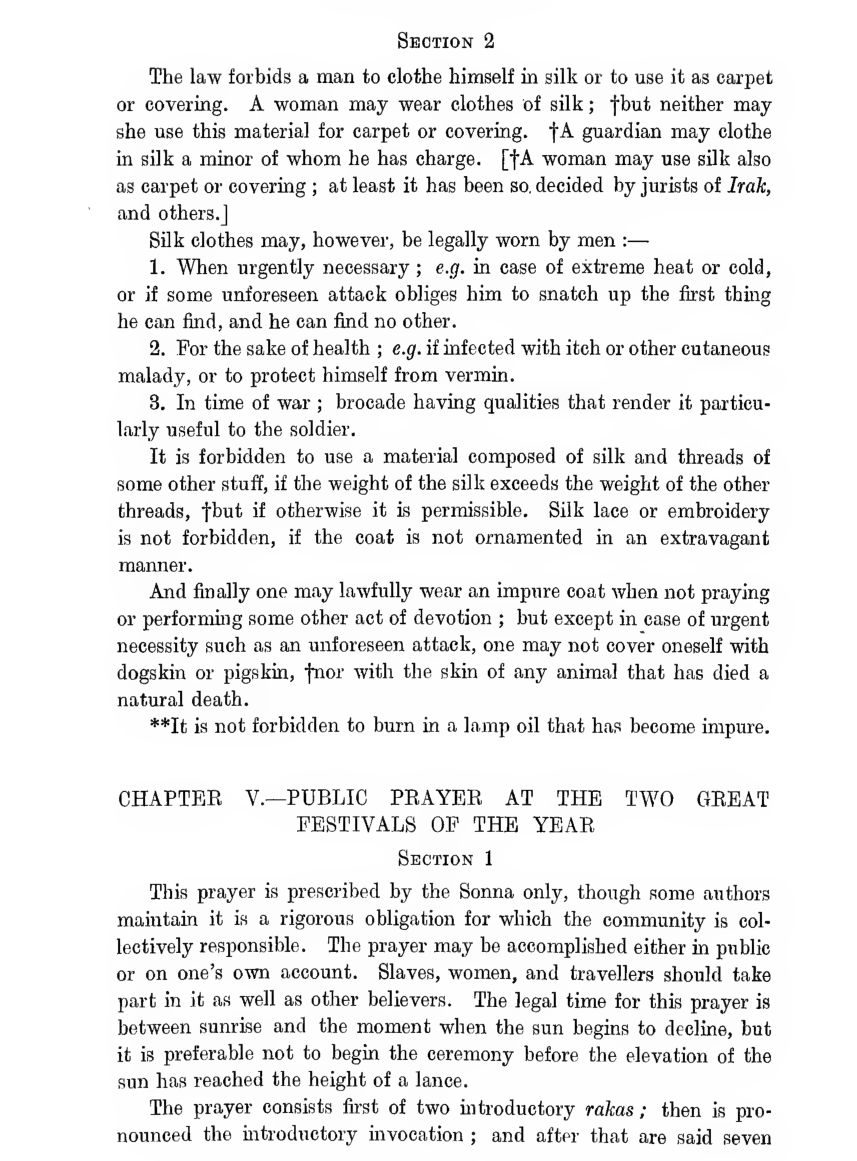 SECTION 2
The law forbids a man to clothe himself in silk or to use it as carpet
or covering. A woman may wear clothes of silk; †but neither may
she use this material for carpet or covering. †A guardian may clothe
in silk a minor of whom he has charge. [†A woman may use silk also
as carpet or covering; at least it has been so decided by jurists of Irak,
and others.]
Silk clothes may, however, be legally worn by men :—
1. When urgently necessary; e.g. in case of extreme heat or cold,
or if some unforeseen attack obliges him to snatch up the first thing
he can find, and he can find no other.
2. For the sake of health; e.g. if infected with itch or other cutaneous
malady, or to protect himself from vermin.
3. In time of war; brocade having qualities that render it particu-
larly useful to the soldier.
It is forbidden to use a material composed of silk and threads of
some other stuff, if the weight of the silk exceeds the weight of the other
threads, †but if otherwise it is permissible. Silk lace or embroidery
is not forbidden, if the coat is not ornamented in an extravagant
manner.
And finally one may lawfully wear an impure coat when not praying
or performing some other act of devotion; but except in case of urgent
necessity such as an unforeseen attack, one may not cover oneself with
dogskin or pigskin, †nor with the skin of any animal that has died a
natural death.
**It is not forbidden to burn in a lamp oil that has become impure.
CHAPTER V.—PUBLIC PRAYER AT THE TWO GREAT
FESTIVALS OF THE YEAR
SECTION 1
This prayer is prescribed by the Sonna only, though some authors
maintain it is a rigorous obligation for which the community is col-
lectively responsible. The prayer may be accomplished either in public
or on one's own account. Slaves, women, and travellers should take
part in it as well as other believers. The legal time for this prayer is
between sunrise and the moment when the sun begins to decline, but
it is preferable not to begin the ceremony before the elevation of the
sun has reached the height of a lance.
The prayer consists first of two introductory rakas; then is pro-
nounced the introductory invocation; and after that are said seven